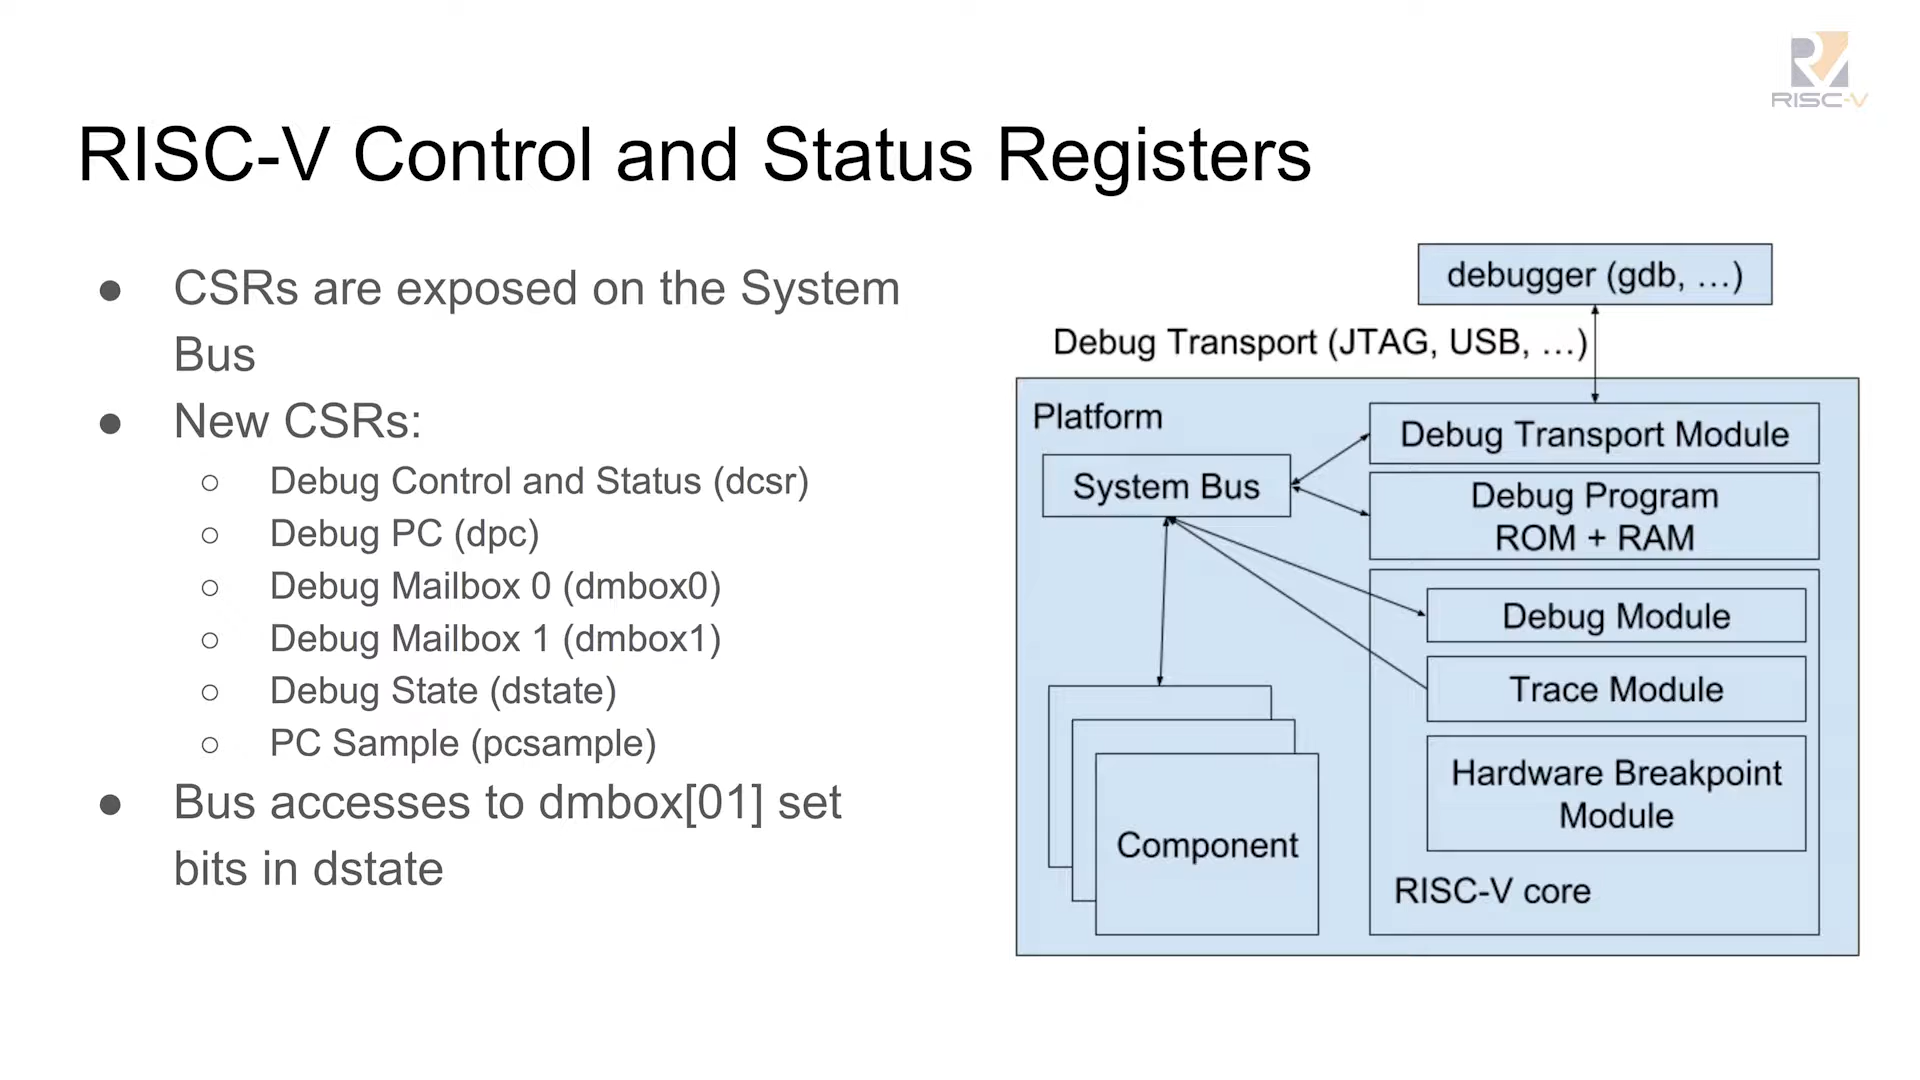 RISC-V
RISC-V Control and Status Registers
● CSRs are exposed on the System
Bus
● New CSRs:
○ Debug Control and Status (dcsr)
○ Debug PC (dpc)
○ Debug Mailbox 0 (dmbox0)
○ Debug Mailbox 1 (dmbox1)
○ Debug State (dstate)
○ PC Sample (pcsample)
● Bus accesses to dmbox[01] set
bits in dstate
debugger (gdb, …)
Debug Transport (JTAG, USB, …)
Platform
Debug Transport Module
System Bus
Debug Program
ROM + RAM
Debug Module
Trace Module
Hardware Breakpoint
Module
Component
RISC-V core